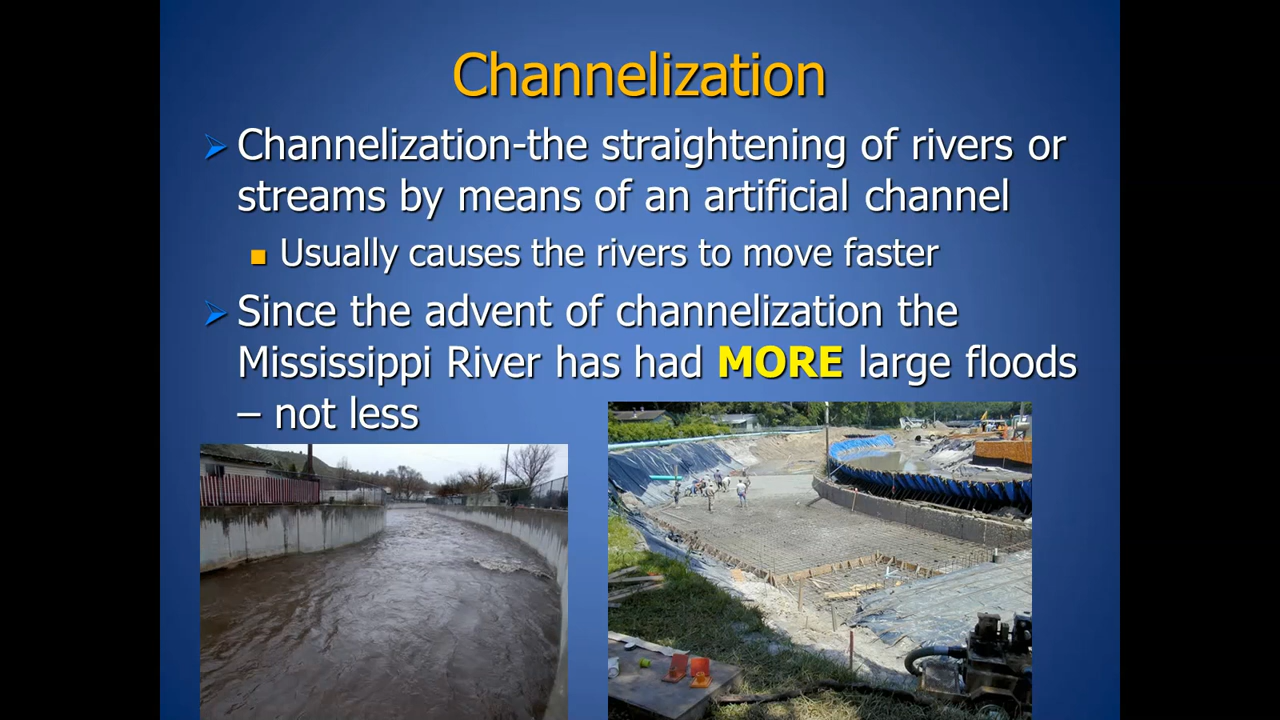 Channelization
Channelization-the straightening of rivers or
streams by means of an artificial channel
Usually causes the rivers to move faster
Since the advent of channelization the
Mississippi River has had MORE large floods
– not less